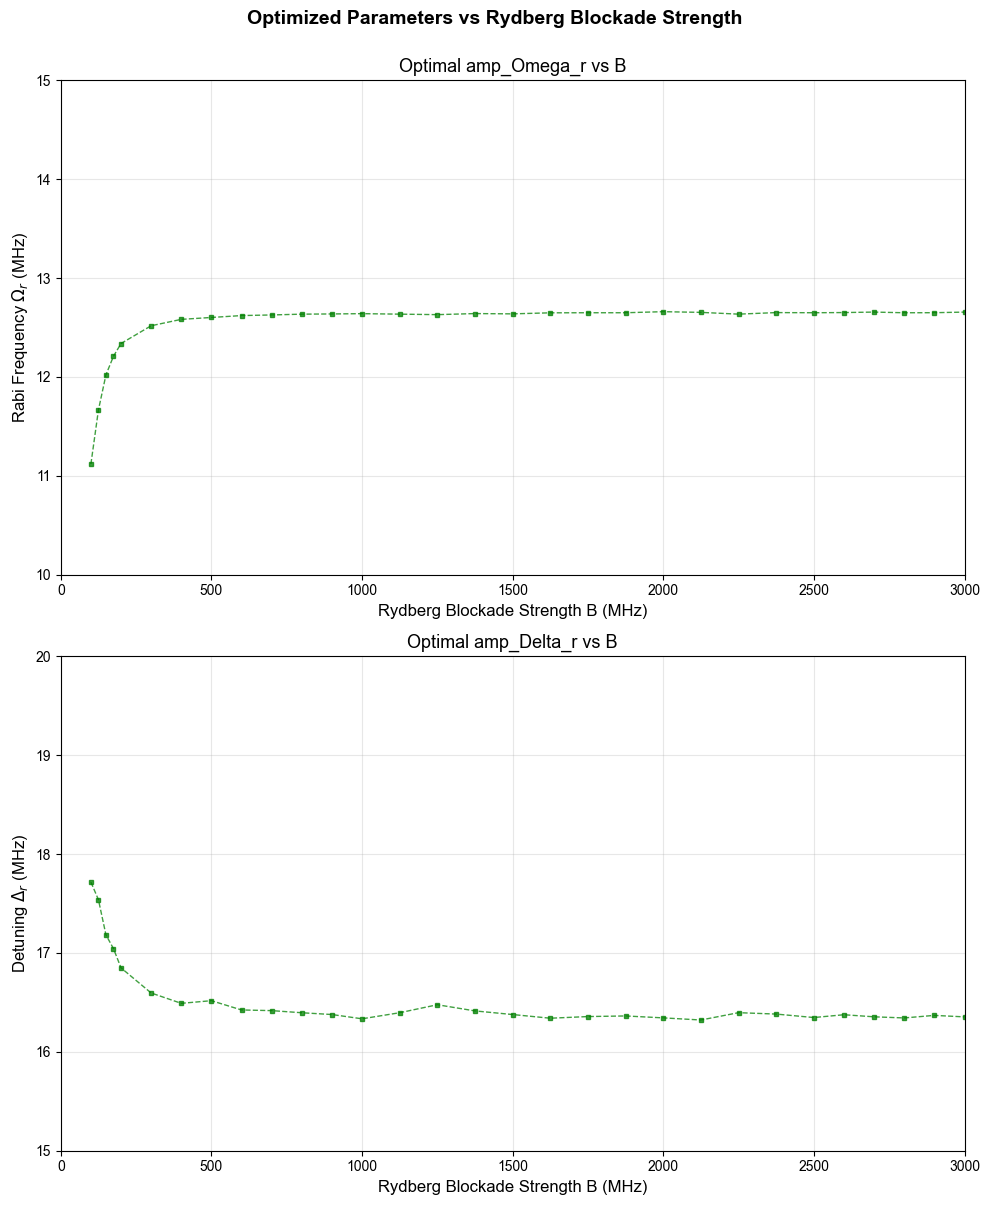 Optimized Parameters vs Rydberg Blockade Strength
Optimal amp_Omega_r vs B
15
14
13
12
11
10
Rabi Frequency Ωr (MHz)
0 500 1000 1500 2000 2500 3000
Rydberg Blockade Strength B (MHz)
Optimal amp_Delta_r vs B
20
19
18
17
16
15
Detuning Δr (MHz)
0 500 1000 1500 2000 2500 3000
Rydberg Blockade Strength B (MHz)